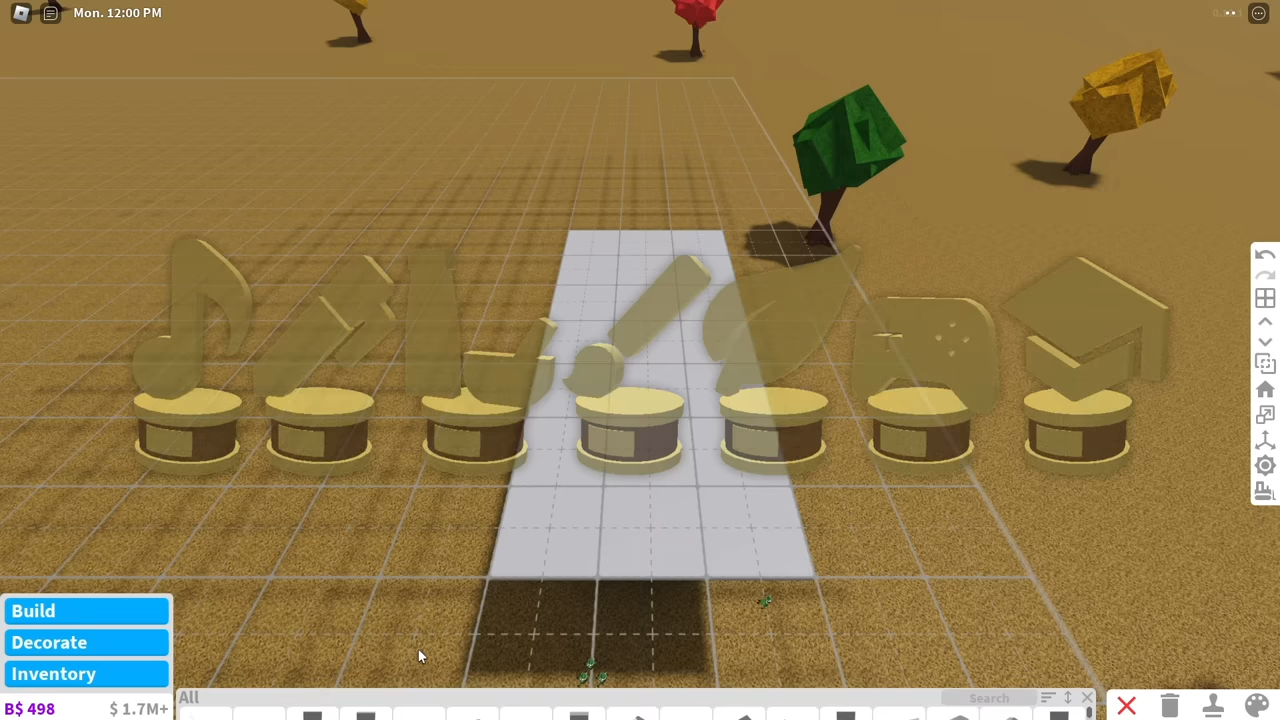 Mon. 12:00 PM
Build
Decorate
Inventory
B$ 498
$ 1.7M+
All
Search